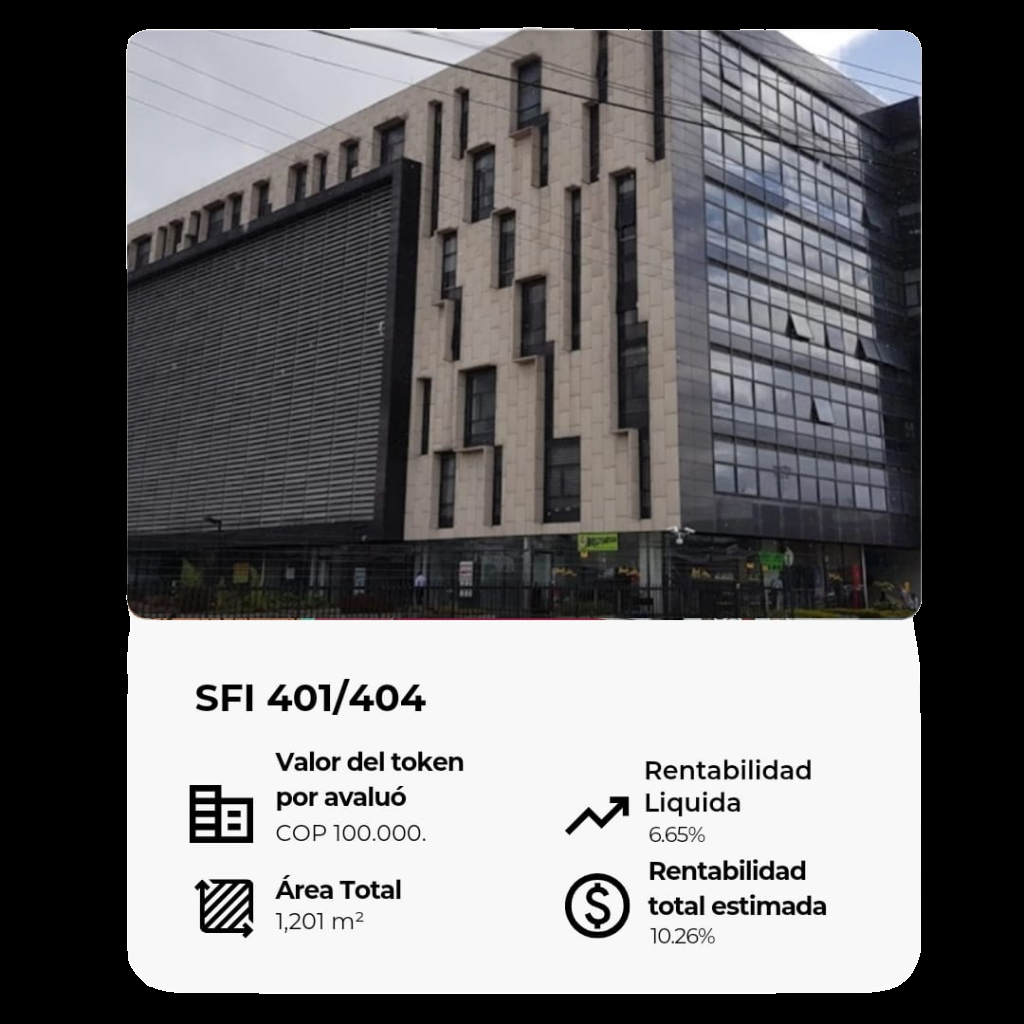 SFI 401/404
Valor del token
por avaluó
COP 100.000.
Área Total
1,201 m²
Rentabilidad
Liquida
6.65%
Rentabilidad
total estimada
10.26%